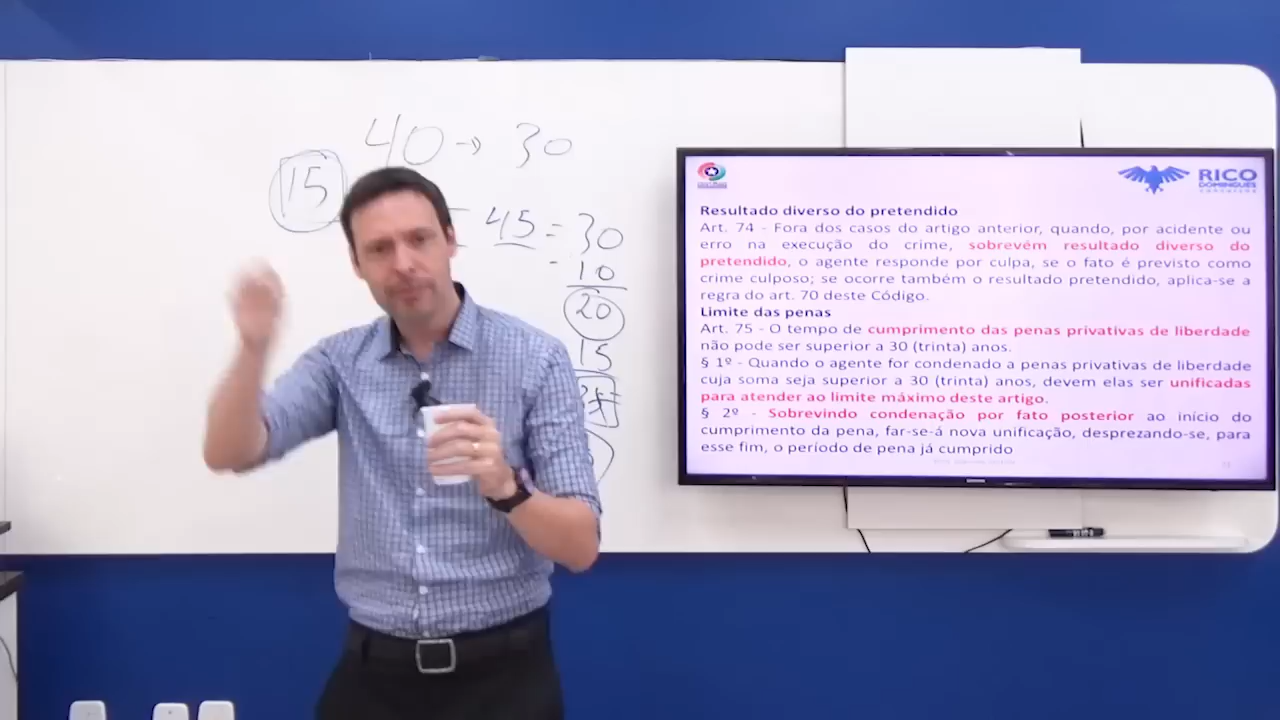 40 → 30
15
45 = 30
- 10
20
15
RICO
DOMINGUES
Resultado diverso do pretendido
Art. 74 - Fora dos casos do artigo anterior, quando, por acidente ou
erro na execução do crime, sobrevém resultado diverso do
pretendido, o agente responde por culpa, se o fato é previsto como
crime culposo; se ocorre também o resultado pretendido, aplica-se a
regra do art. 70 deste Código.
Limite das penas
Art. 75 - O tempo de cumprimento das penas privativas de liberdade
não pode ser superior a 30 (trinta) anos.
§ 1º - Quando o agente for condenado a penas privativas de liberdade
cuja soma seja superior a 30 (trinta) anos, devem elas ser unificadas
para atender ao limite máximo deste artigo.
§ 2º - Sobrevindo condenação por fato posterior ao início do
cumprimento da pena, far-se-á nova unificação, desprezando-se, para
esse fim, o período de pena já cumprido